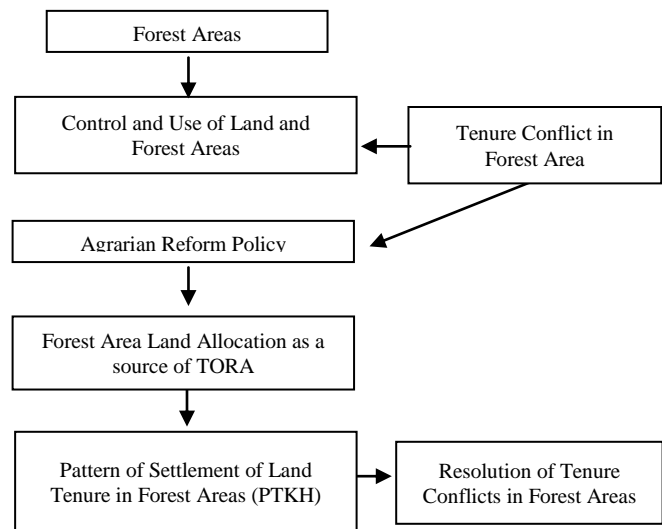 Forest Areas
Control and Use of Land and
Forest Areas
Tenure Conflict in
Forest Area
Agrarian Reform Policy
Forest Area Land Allocation as a
source of TORA
Pattern of Settlement of Land
Tenure in Forest Areas (PTKH)
Resolution of Tenure
Conflicts in Forest Areas